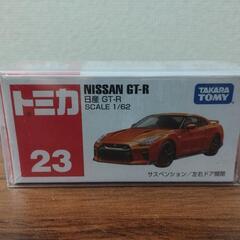 トミカ
23
NISSAN GT-R
日産 GT-R
SCALE 1/62
TAKARA
TOMY
サスペンション/左右ドア開閉